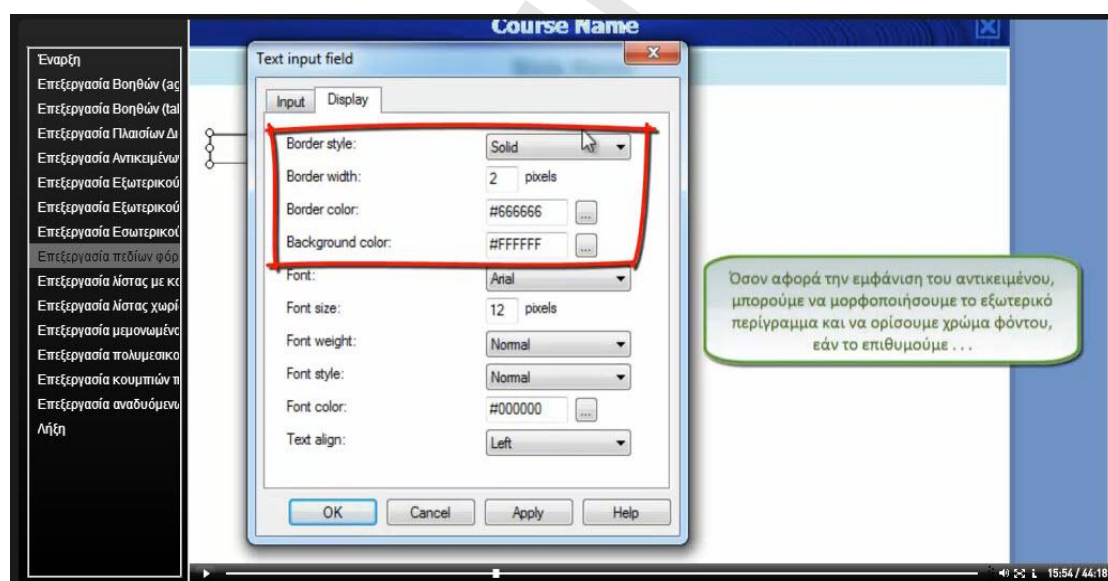 Course Name
Έναρξη
Επεξεργασία Βοηθών (ag
Επεξεργασία Βοηθών (tal
Επεξεργασία Πλαισίων Δι
Επεξεργασία Αντικειμένων
Επεξεργασία Εξωτερικού
Επεξεργασία Εξωτερικού
Επεξεργασία Εσωτερικού
Επεξεργασία πεδίων φόρ
Επεξεργασία λίστας με κο
Επεξεργασία λίστας χωρί
Επεξεργασία μεμονωμένο
Επεξεργασία πολυμεσικο
Επεξεργασία κουμπιών π
Επεξεργασία αναδυόμενω
Λήξη
Text input field
Input Display
Border style: Solid
Border width: 2 pixels
Border color: #666666 ...
Background color: #FFFFFF ...
Font: Arial
Font size: 12 pixels
Font weight: Normal
Font style: Normal
Font color: #000000 ...
Text align: Left
OK Cancel Apply Help
Όσον αφορά την εμφάνιση του αντικειμένου,
μπορούμε να μορφοποιήσουμε το εξωτερικό
περίγραμμα και να ορίσουμε χρώμα φόντου,
εάν το επιθυμούμε . . .
15:54 / 44:18